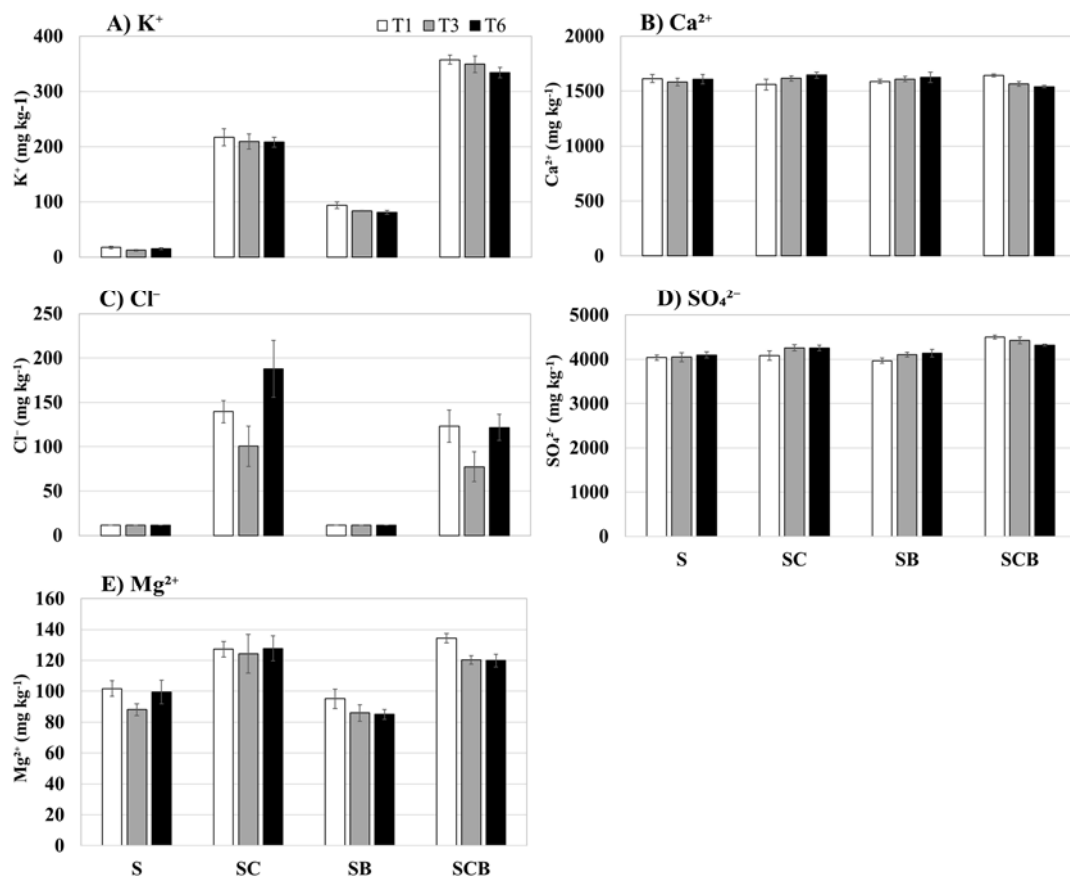 A) K⁺
T1 T3 T6
400
300
200
100
0
K⁺ (mg kg-1)
B) Ca²⁺
2000
1500
1000
500
0
Ca²⁺ (mg kg⁻¹)
C) Cl⁻
250
200
150
100
50
0
Cl⁻ (mg kg⁻¹)
D) SO₄²⁻
5000
4000
3000
2000
1000
0
SO₄²⁻ (mg kg⁻¹)
S SC SB SCB
E) Mg²⁺
160
140
120
100
80
60
40
20
0
Mg²⁺ (mg kg⁻¹)
S SC SB SCB